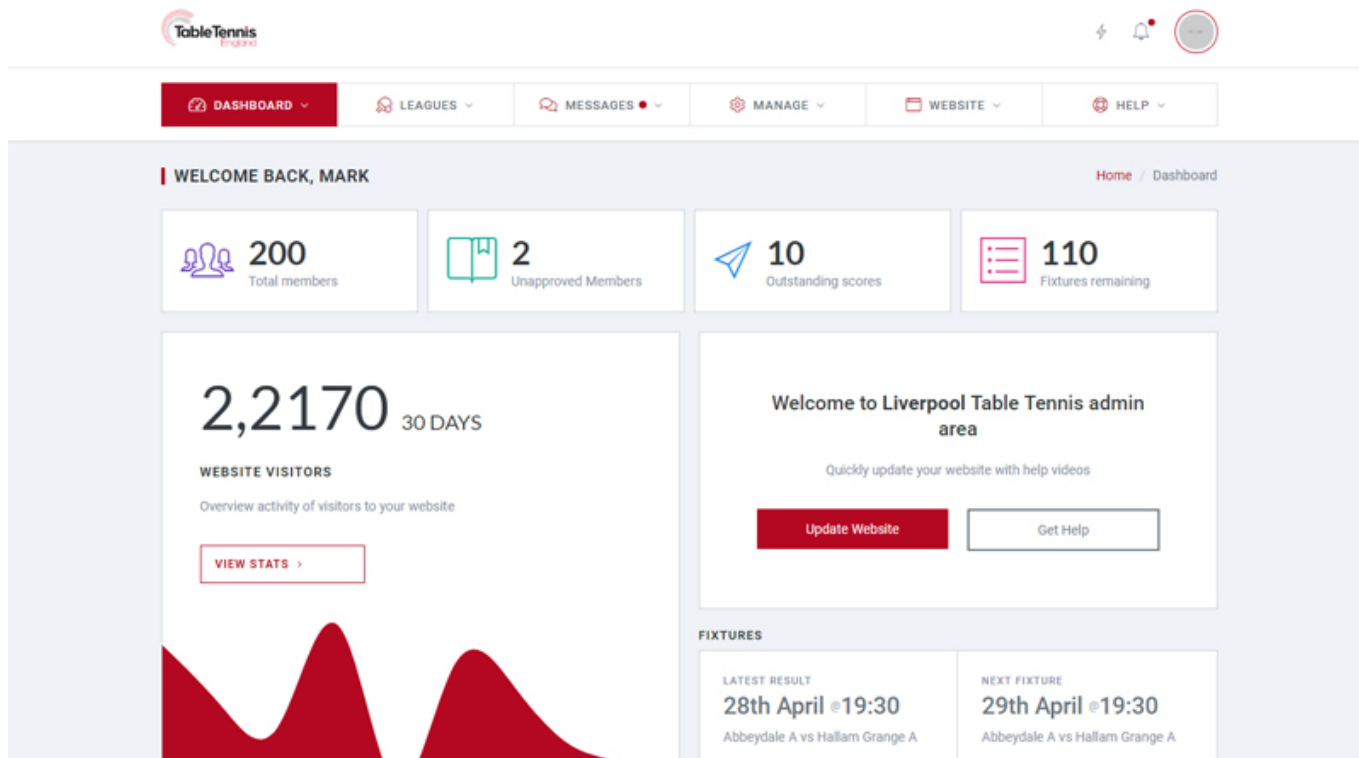 TableTennis
England
DASHBOARD
LEAGUES
MESSAGES
MANAGE
WEBSITE
HELP
WELCOME BACK, MARK
Home / Dashboard
200
Total members
2
Unapproved Members
10
Outstanding scores
110
Fixtures remaining
2,2170 30 DAYS
WEBSITE VISITORS
Overview activity of visitors to your website
VIEW STATS >
Welcome to Liverpool Table Tennis admin
area
Quickly update your website with help videos
Update Website
Get Help
FIXTURES
LATEST RESULT
28th April @19:30
Abbeydale A vs Hallam Grange A
NEXT FIXTURE
29th April @19:30
Abbeydale A vs Hallam Grange A